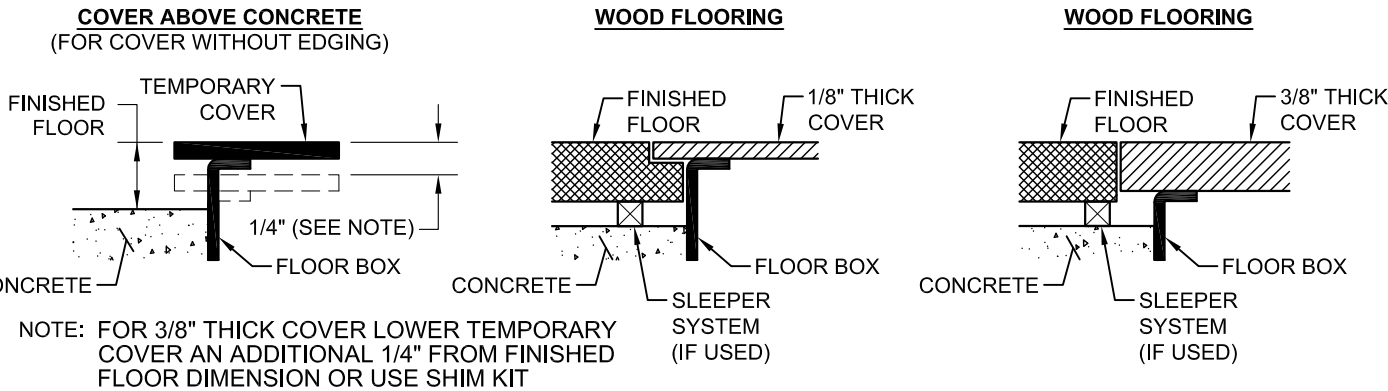 COVER ABOVE CONCRETE
(FOR COVER WITHOUT EDGING)
FINISHED
FLOOR
TEMPORARY
COVER
1/4" (SEE NOTE)
FLOOR BOX
ONCRETE
NOTE: FOR 3/8" THICK COVER LOWER TEMPORARY
COVER AN ADDITIONAL 1/4" FROM FINISHED
FLOOR DIMENSION OR USE SHIM KIT
WOOD FLOORING
FINISHED
FLOOR
1/8" THICK
COVER
FLOOR BOX
CONCRETE
SLEEPER
SYSTEM
(IF USED)
WOOD FLOORING
FINISHED
FLOOR
3/8" THICK
COVER
FLOOR BOX
CONCRETE
SLEEPER
SYSTEM
(IF USED)